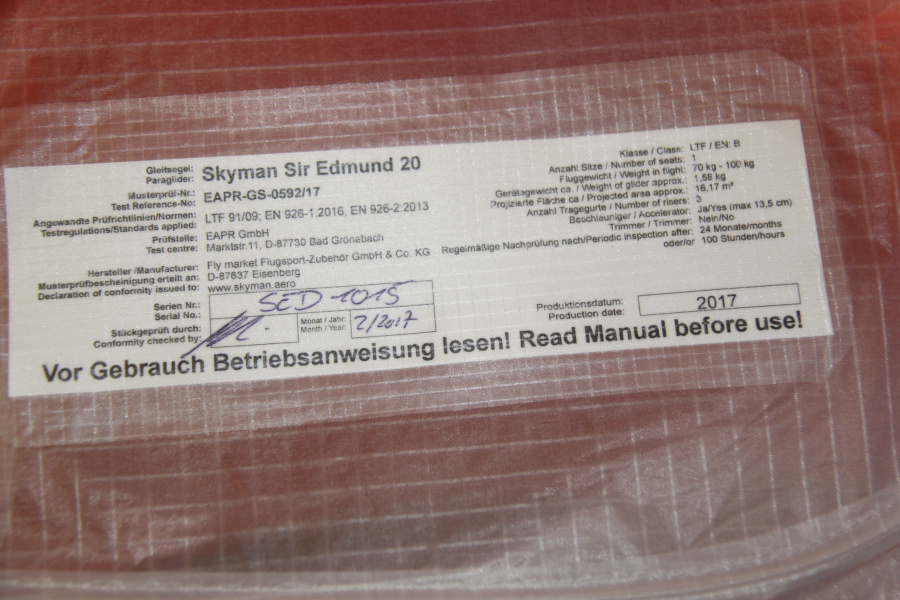 Gleitsegel:
Paraglider: Skyman Sir Edmund 20
Musterprüf-Nr.:
Test Reference-No.: EAPR-GS-0592/17
Angewandte Prüfrichtlinien/Normen:
Testregulations/Standards applied: LTF 91/09; EN 926-1:2016, EN 926-2:2013
Prüfstelle: EAPR GmbH
Test centre: Marktstr.11, D-87730 Bad Grönebach
Hersteller /Manufacturer: Fly market Flugsport-Zubehör GmbH & Co. KG
Musterprüfbescheinigung erteilt an: D-87637 Eisenberg
Declaration of conformity issued to: www.skyman.aero
Serien Nr.:
Serial No.: SED-1015
Stückgeprüft durch:
Conformity checked by:
Monat / Jahr:
Month / Year: 2/2017
Klasse / Class: LTF / EN: B
Anzahl Sitze / Number of seats: 1
Fluggewicht / Weight in flight: 70 kg - 100 kg
Gerätegewicht ca. / Weight of glider approx.: 1,58 kg
Projizierte Fläche ca / Projected area approx.: 16,17 m²
Anzahl Tragegurte / Number of risers: 3
Beschleuniger / Accelerator: Ja/Yes (max 13,5 cm)
Trimmer / Trimmer: Nein/No
Regelmäßige Nachprüfung nach/Periodic inspection after: 24 Monate/months
oder/or 100 Stunden/hours
Produktionsdatum:
Production date: 2017
Vor Gebrauch Betriebsanweisung lesen! Read Manual before use!